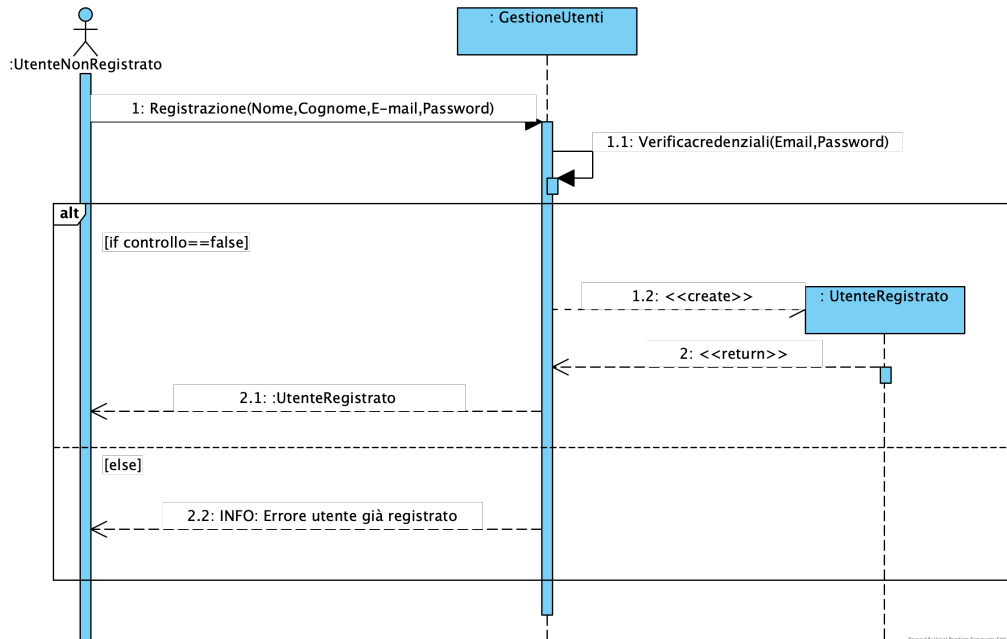 : GestioneUtenti
:UtenteNonRegistrato
1: Registrazione(Nome,Cognome,E-mail,Password)
1.1: Verificacredenziali(Email,Password)
alt
[if controllo==false]
1.2: <<create>>
: UtenteRegistrato
2: <<return>>
2.1: :UtenteRegistrato
[else]
2.2: INFO: Errore utente già registrato